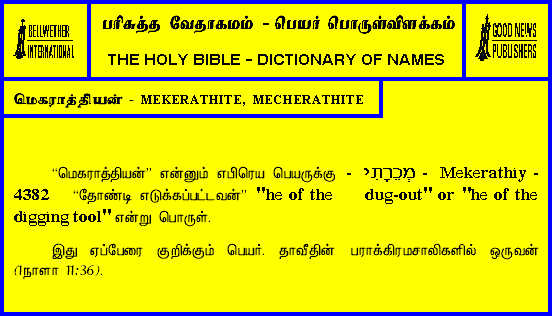 BELLWETHER
INTERNATIONAL
பரிசுத்த வேதாகமம் - பெயர் பொருள்விளக்கம்
THE HOLY BIBLE - DICTIONARY OF NAMES
GOOD NEWS
PUBLISHERS
மெகராத்தியன் - MEKERATHITE, MECHERATHITE
“மெகராத்தியன்” என்னும் எபிரெய பெயருக்கு - מְכֵרָתִי - Mekerathiy -
4382 “தோண்டி எடுக்கப்பட்டவன்” "he of the dug-out" or "he of the
digging tool" என்று பொருள்.
இது ஏப்பேரை குறிக்கும் பெயர். தாவீதின் பராக்கிரமசாலிகளில் ஒருவன்
(1நாளா 11:36).